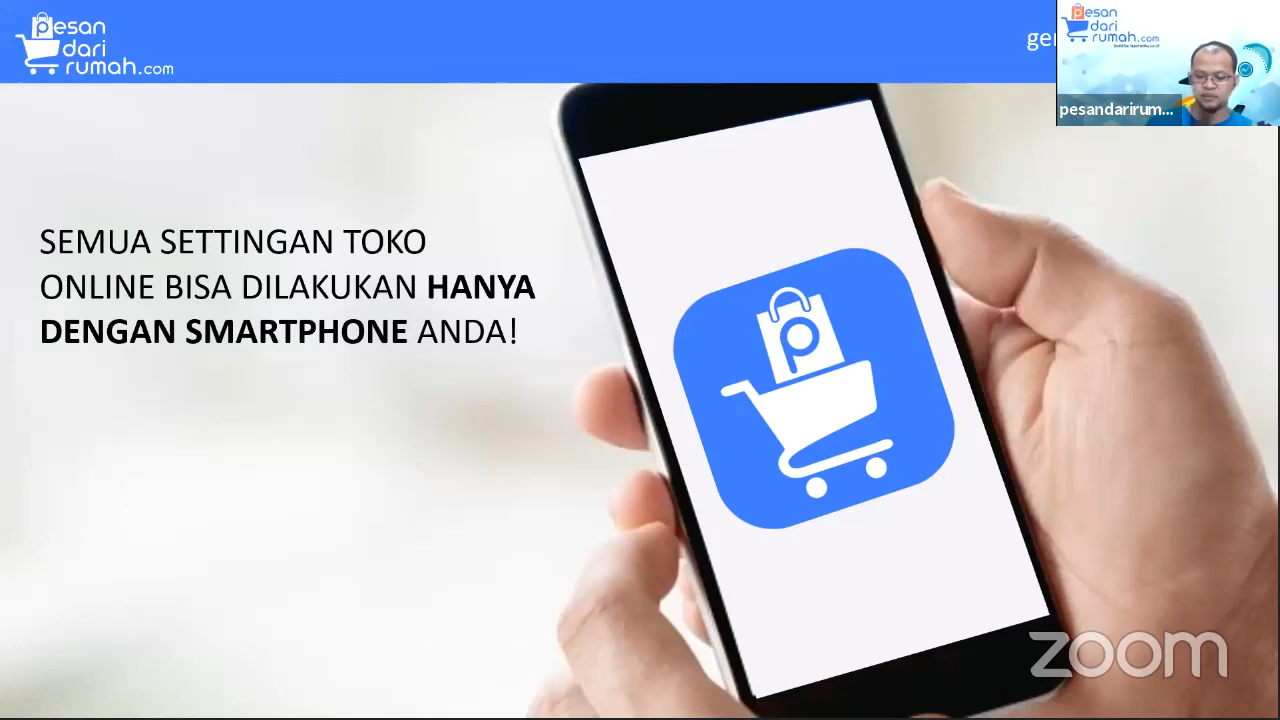 pesan
dari
rumah.com
pesan
dari
rumah.com
pesandarirum...
SEMUA SETTINGAN TOKO
ONLINE BISA DILAKUKAN HANYA
DENGAN SMARTPHONE ANDA!
zoom